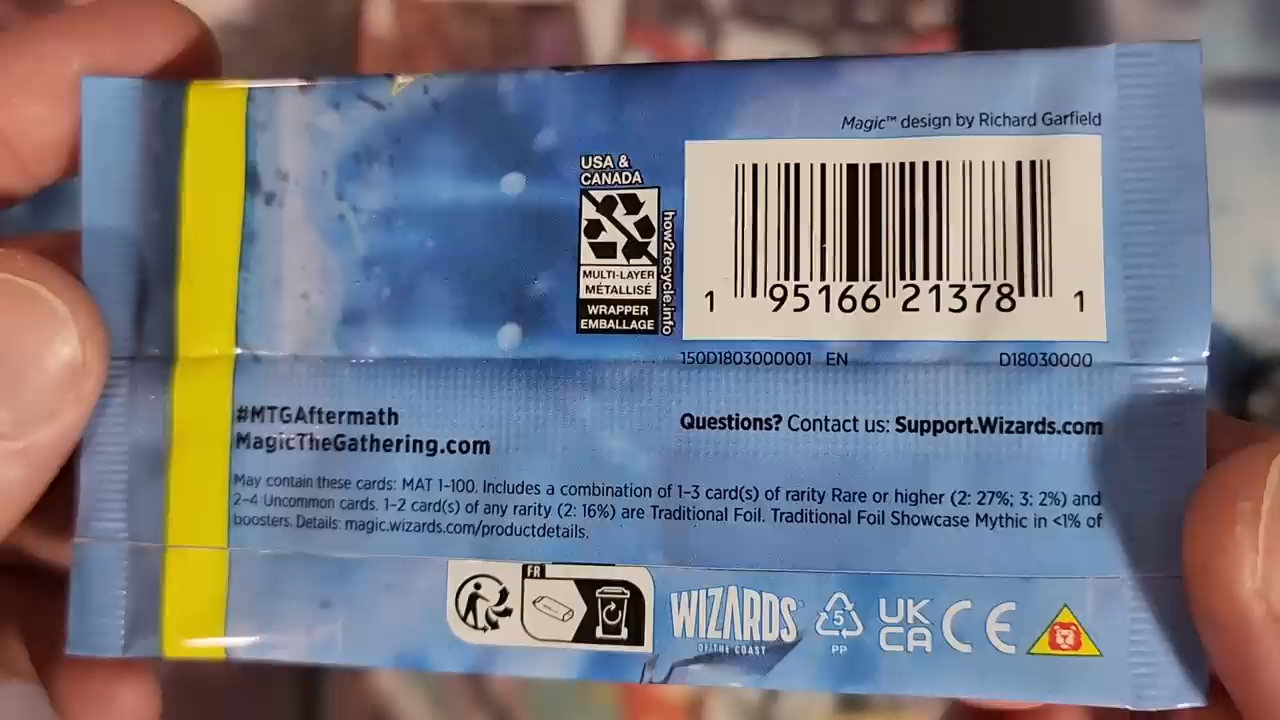 Magic™ design by Richard Garfield
USA &
CANADA
MULTI-LAYER
MÉTALLISÉ
WRAPPER
EMBALLAGE
how2recycle.info
1 95166 21378 1
150D1803000001 EN
D18030000
#MTGAftermath
MagicTheGathering.com
Questions? Contact us: Support.Wizards.com
May contain these cards: MAT 1-100. Includes a combination of 1-3 card(s) of rarity Rare or higher (2: 27%; 3: 2%) and
2-4 Uncommon cards. 1-2 card(s) of any rarity (2: 16%) are Traditional Foil. Traditional Foil Showcase Mythic in <1% of
boosters. Details: magic.wizards.com/productdetails.
FR
WIZARDS
OF THE COAST
5
PP
UK
CA
CE